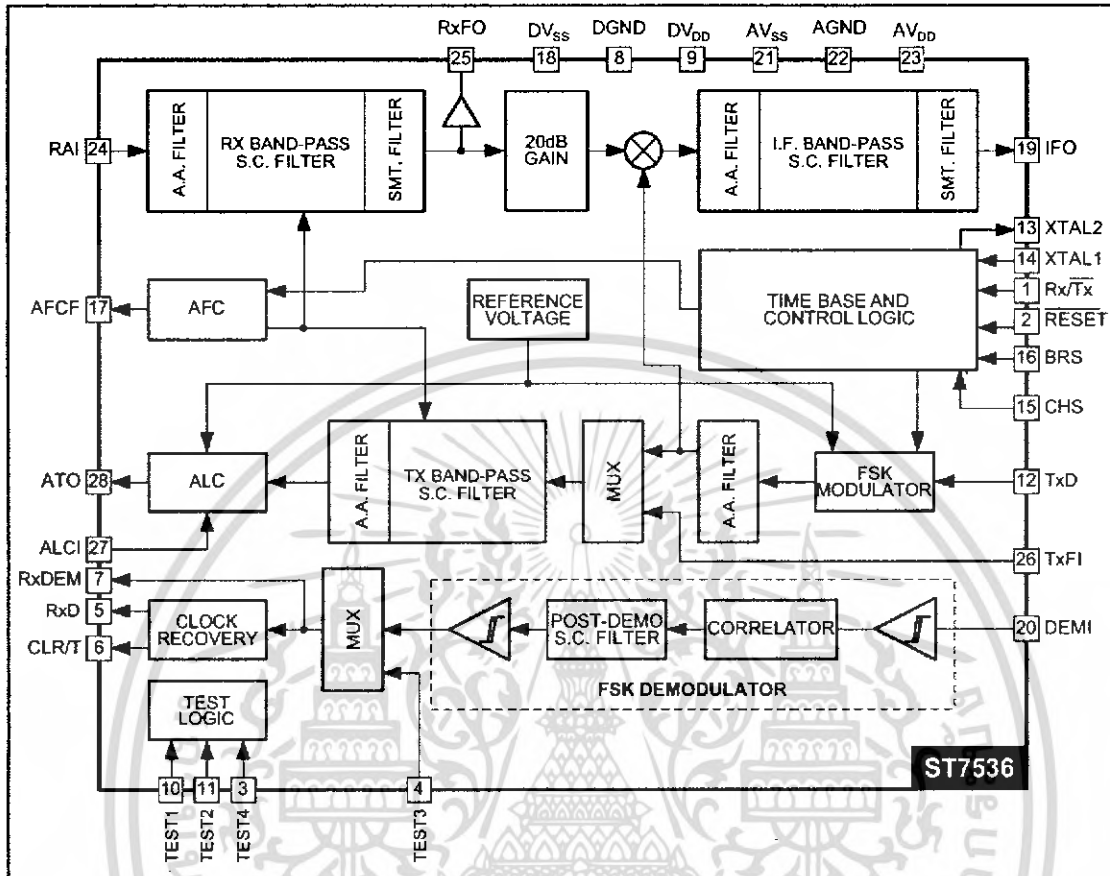 RxFO
DVSS
DGND
DVDD
AVSS
AGND
AVDD
25
18
8
9
21
22
23
RAI
24
A.A. FILTER
RX BAND-PASS
S.C. FILTER
SMT. FILTER
20dB
GAIN
A.A. FILTER
I.F. BAND-PASS
S.C. FILTER
SMT. FILTER
19
IFO
13
XTAL2
14
XTAL1
1
Rx/T̅x̅
2
R̅E̅S̅E̅T̅
16
BRS
15
CHS
AFCF
17
AFC
REFERENCE
VOLTAGE
TIME BASE AND
CONTROL LOGIC
ATO
28
ALC
A.A. FILTER
TX BAND-PASS
S.C. FILTER
MUX
A.A. FILTER
FSK
MODULATOR
12
TxD
ALCI
27
26
TxFI
RxDEM
7
RxD
5
CLR/T
6
CLOCK
RECOVERY
MUX
POST-DEMO
S.C. FILTER
CORRELATOR
20
DEMI
FSK DEMODULATOR
TEST
LOGIC
ST7536
10
11
3
4
TEST1
TEST2
TEST4
TEST3